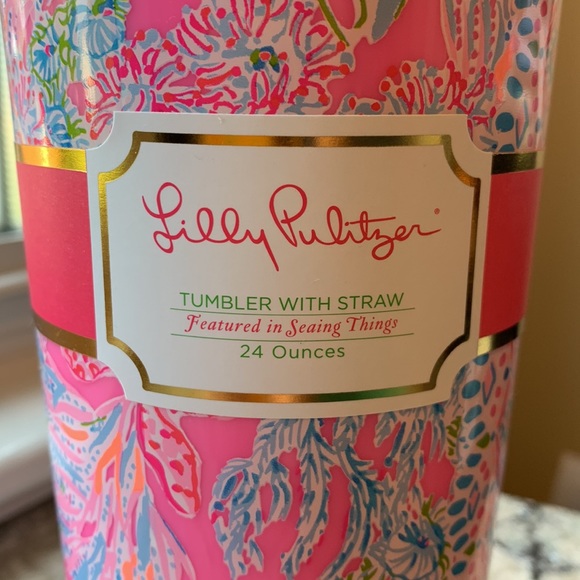 Lilly Pulitzer®
TUMBLER WITH STRAW
Featured in Seaing Things
24 Ounces